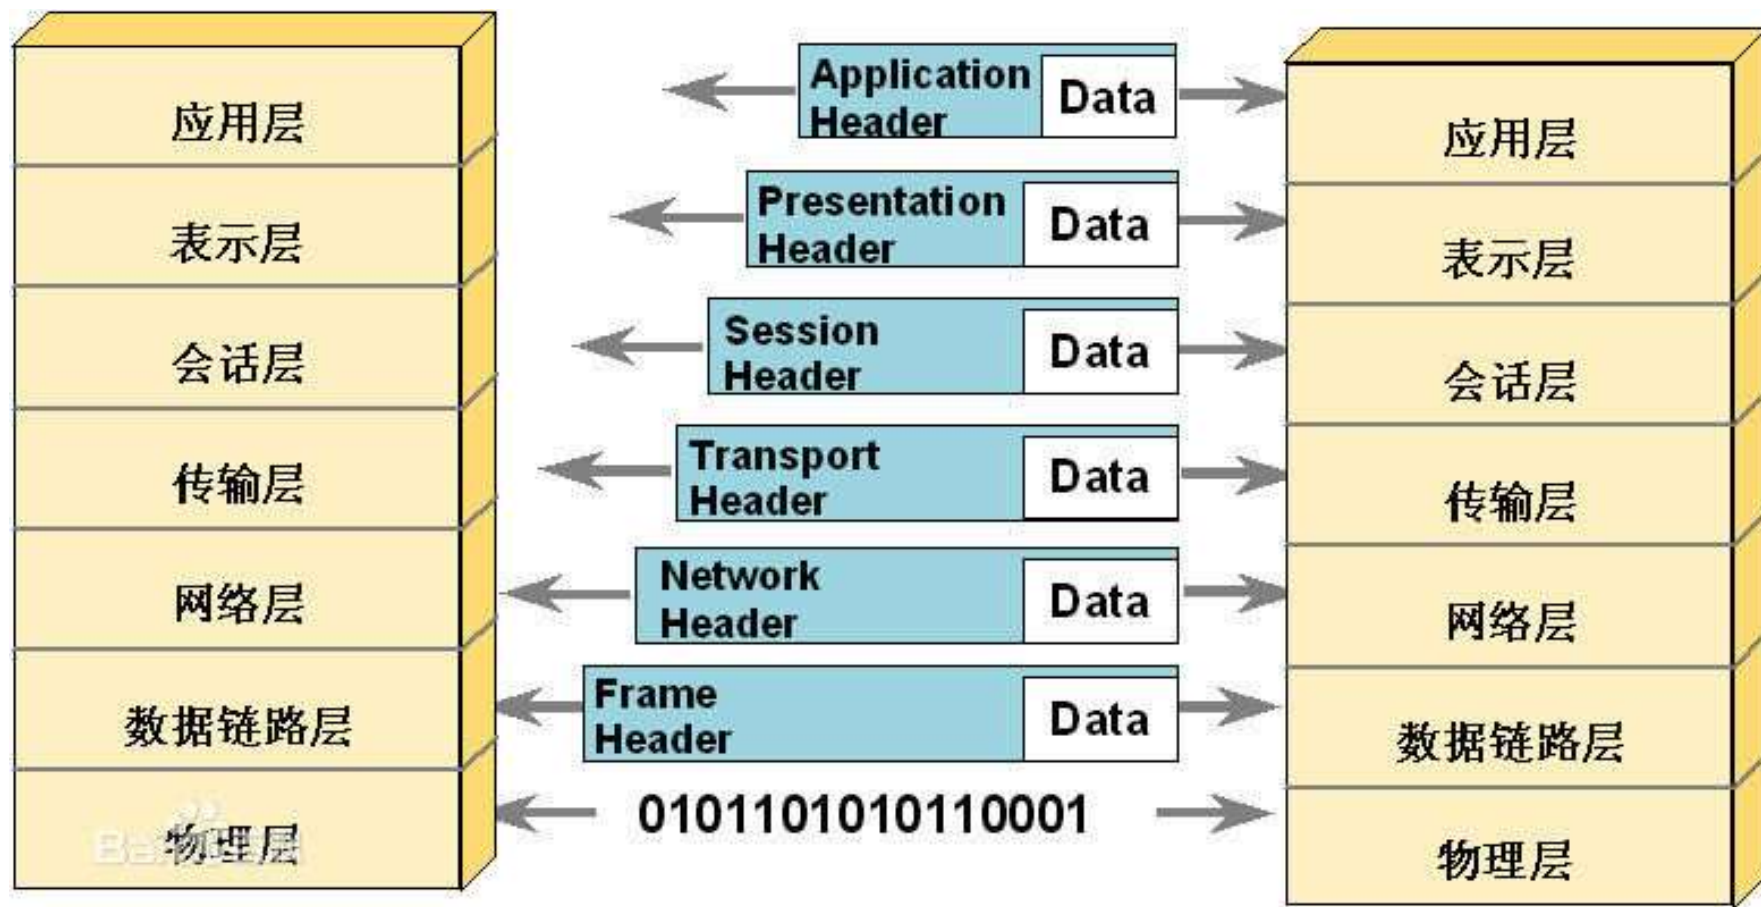 应用层
表示层
会话层
传输层
网络层
数据链路层
物理层
Application
Header
Data
Presentation
Header
Data
Session
Header
Data
Transport
Header
Data
Network
Header
Data
Frame
Header
Data
0101101010110001
应用层
表示层
会话层
传输层
网络层
数据链路层
物理层